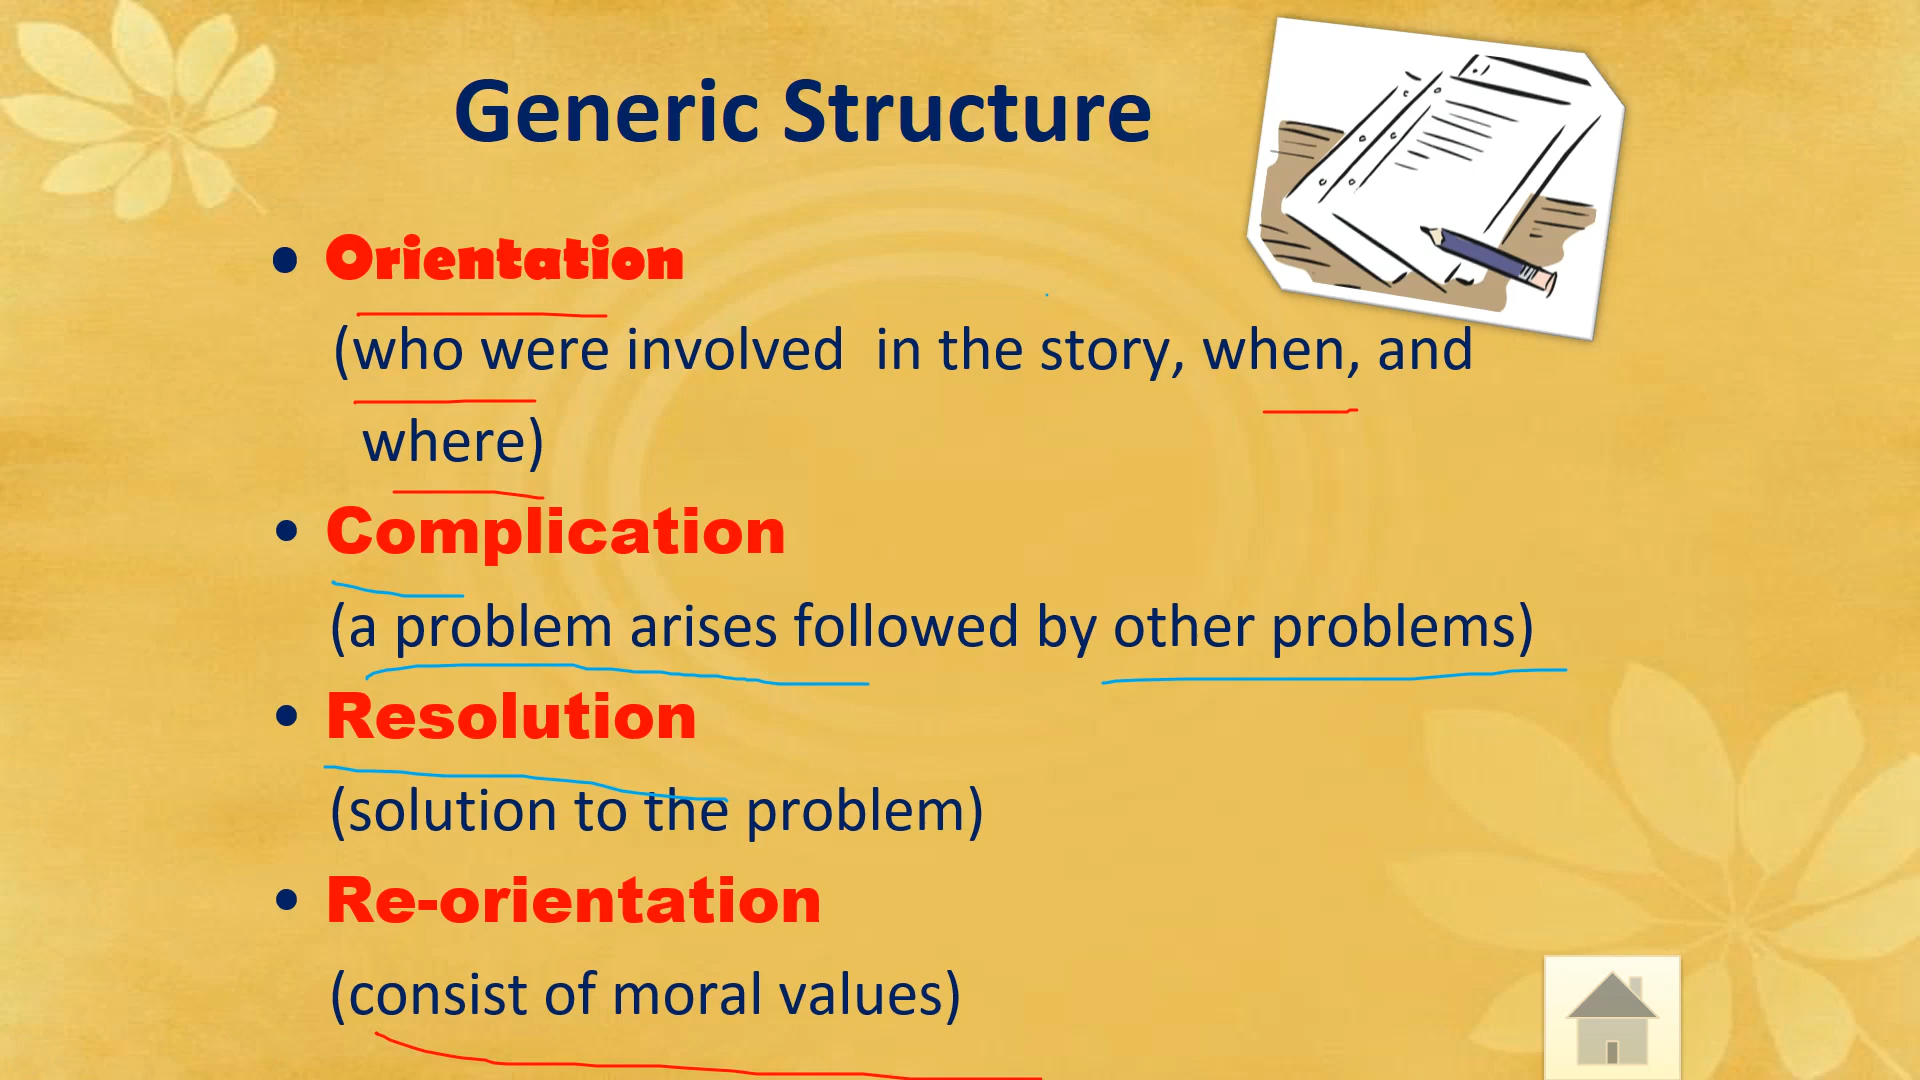 Generic Structure
• Orientation
(who were involved in the story, when, and
where)
• Complication
(a problem arises followed by other problems)
• Resolution
(solution to the problem)
• Re-orientation
(consist of moral values)